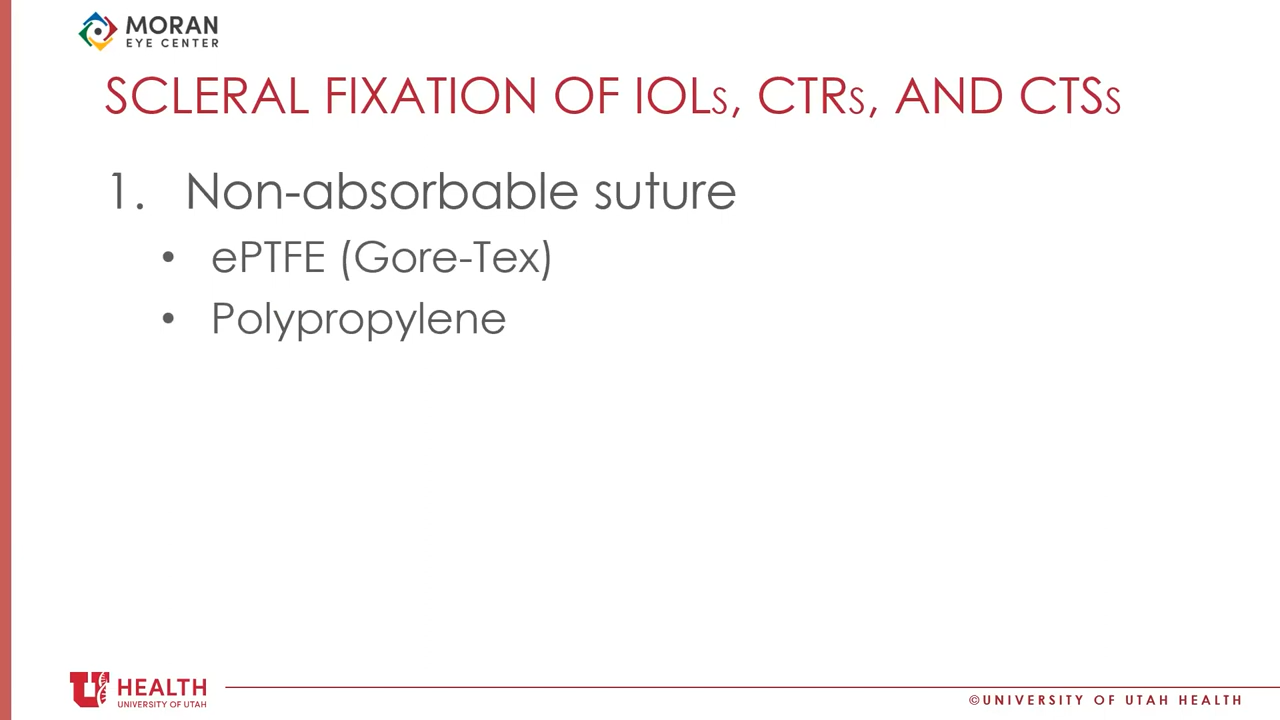 MORAN
EYE CENTER
SCLERAL FIXATION OF IOLs, CTRs, AND CTSs
1. Non-absorbable suture
• ePTFE (Gore-Tex)
• Polypropylene
U HEALTH
UNIVERSITY OF UTAH
©UNIVERSITY OF UTAH HEALTH